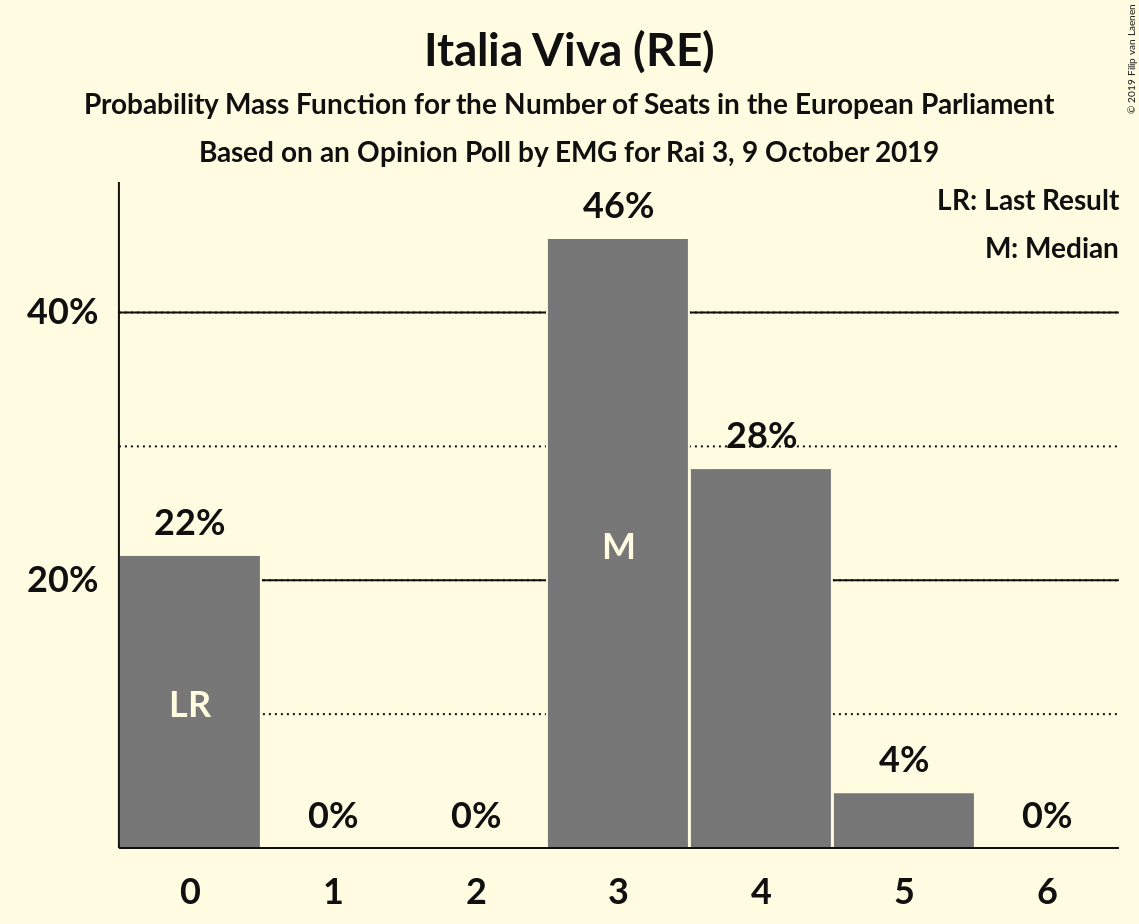 Italia Viva (RE)
Probability Mass Function for the Number of Seats in the European Parliament
Based on an Opinion Poll by EMG for Rai 3, 9 October 2019
© 2019 Filip van Laenen
LR: Last Result
M: Median
46%
40%
28%
22%
M
20%
LR
4%
0%
0%
0%
0 1 2 3 4 5 6